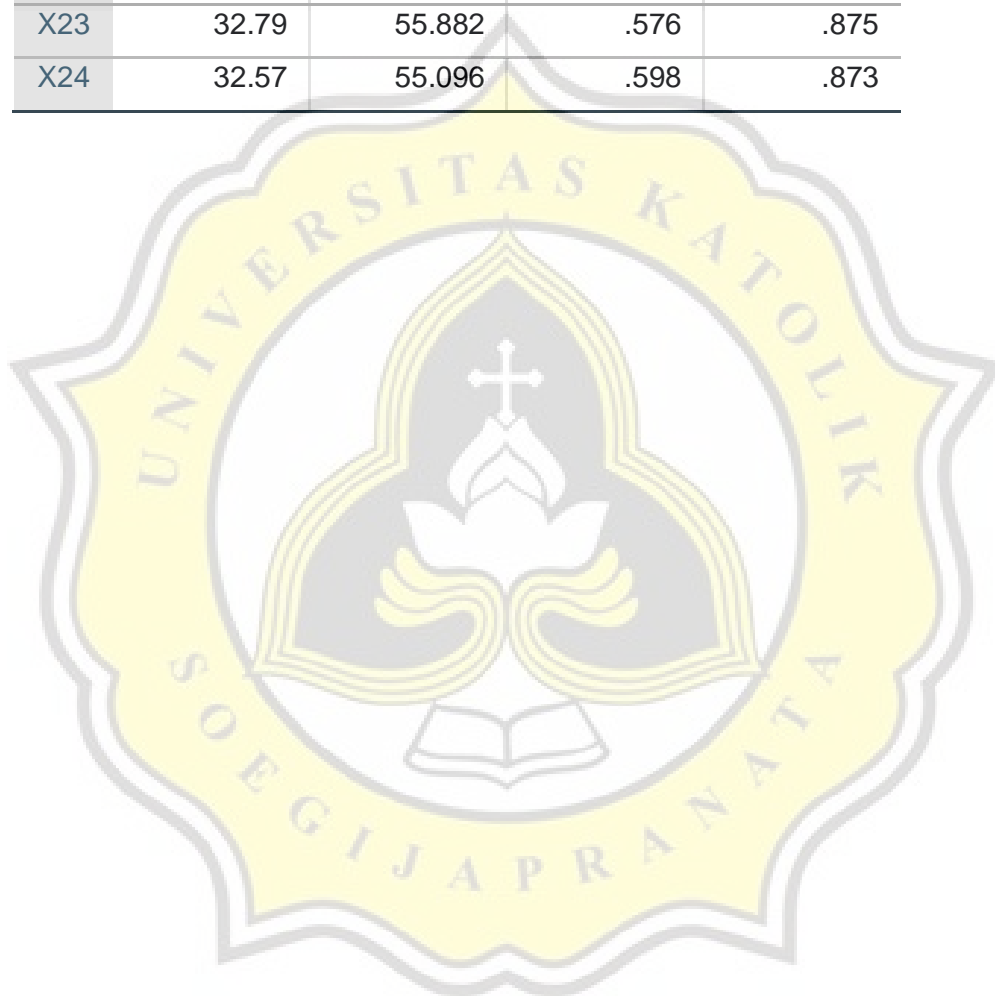 X23 32.79 55.882 .576 .875
X24 32.57 55.096 .598 .873
UNIVERSITAS KATOLIK
SOEGIJAPRANATA